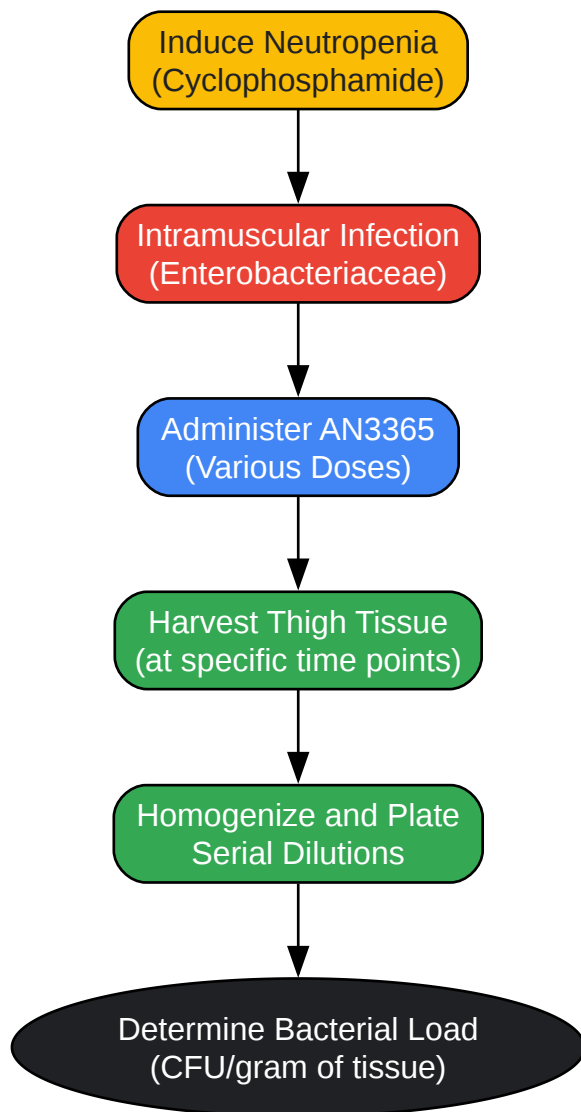 Induce Neutropenia
(Cyclophosphamide)
Intramuscular Infection
(Enterobacteriaceae)
Administer AN3365
(Various Doses)
Harvest Thigh Tissue
(at specific time points)
Homogenize and Plate
Serial Dilutions
Determine Bacterial Load
(CFU/gram of tissue)